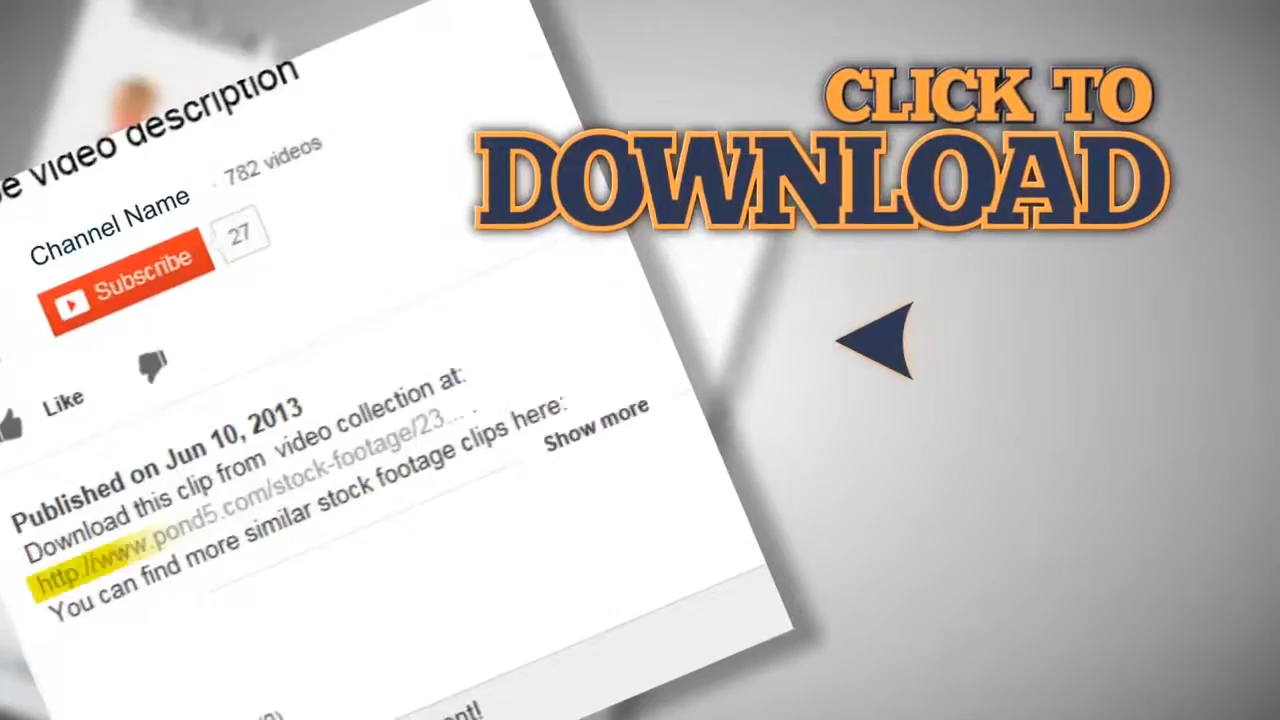 video description
Channel Name
782 videos
Subscribe
27
Like
Published on Jun 10, 2013
Download this clip from video collection at:
http://www.pond5.com/stock-footage/23...
You can find more similar stock footage clips here:
Show more
CLICK TO
DOWNLOAD